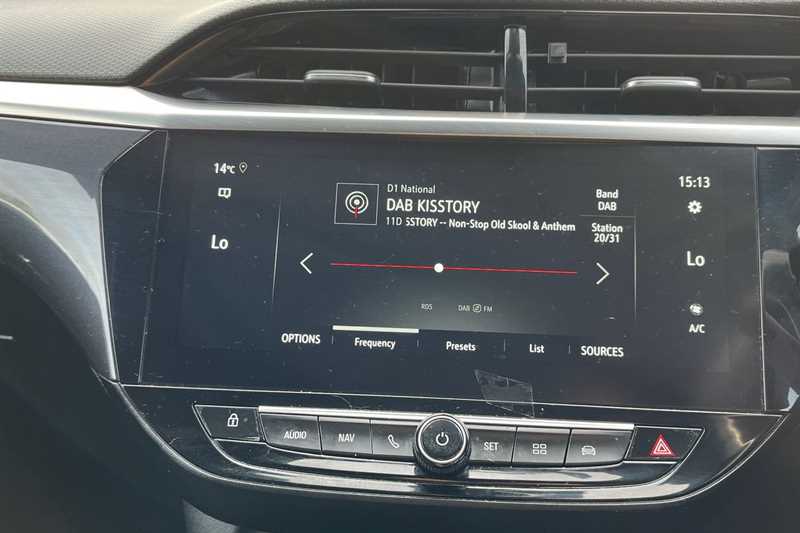 14°C
D1 National
DAB KISSTORY
11D SSTORY -- Non-Stop Old Skool & Anthem
Band
DAB
Station
20/31
15:13
Lo
Lo
RDS
DAB FM
A/C
OPTIONS
Frequency
Presets
List
SOURCES
AUDIO
NAV
SET